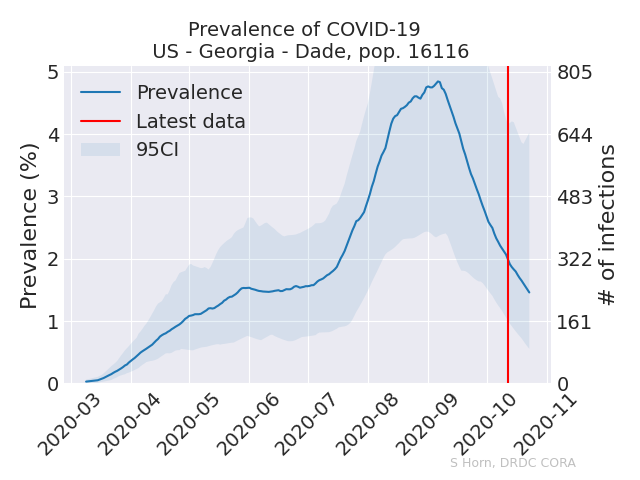 Prevalence of COVID-19
US - Georgia - Dade, pop. 16116
Prevalence
Latest data
95CI
Prevalence (%)
5
4
3
2
1
0
805
644
483
322
161
0
# of infections
2020-03
2020-04
2020-05
2020-06
2020-07
2020-08
2020-09
2020-10
2020-11
S Horn, DRDC CORA